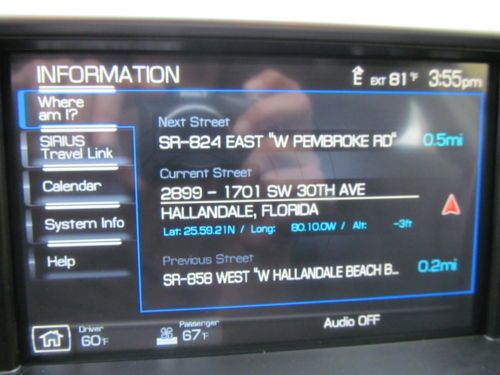 INFORMATION
E EXT 81°F 3:55pm
Where
am I?
SIRIUS
Travel Link
Calendar
System Info
Help
Next Street
SR-824 EAST "W PEMBROKE RD" 0.5mi
Current Street
2899 - 1701 SW 30TH AVE
HALLANDALE, FLORIDA
Lat: 25.59.21N / Long: 80.10.0W / Alt: -3ft
Previous Street
SR-858 WEST "W HALLANDALE BEACH B... 0.2mi
Driver
60°F
Passenger
67°F
Audio OFF